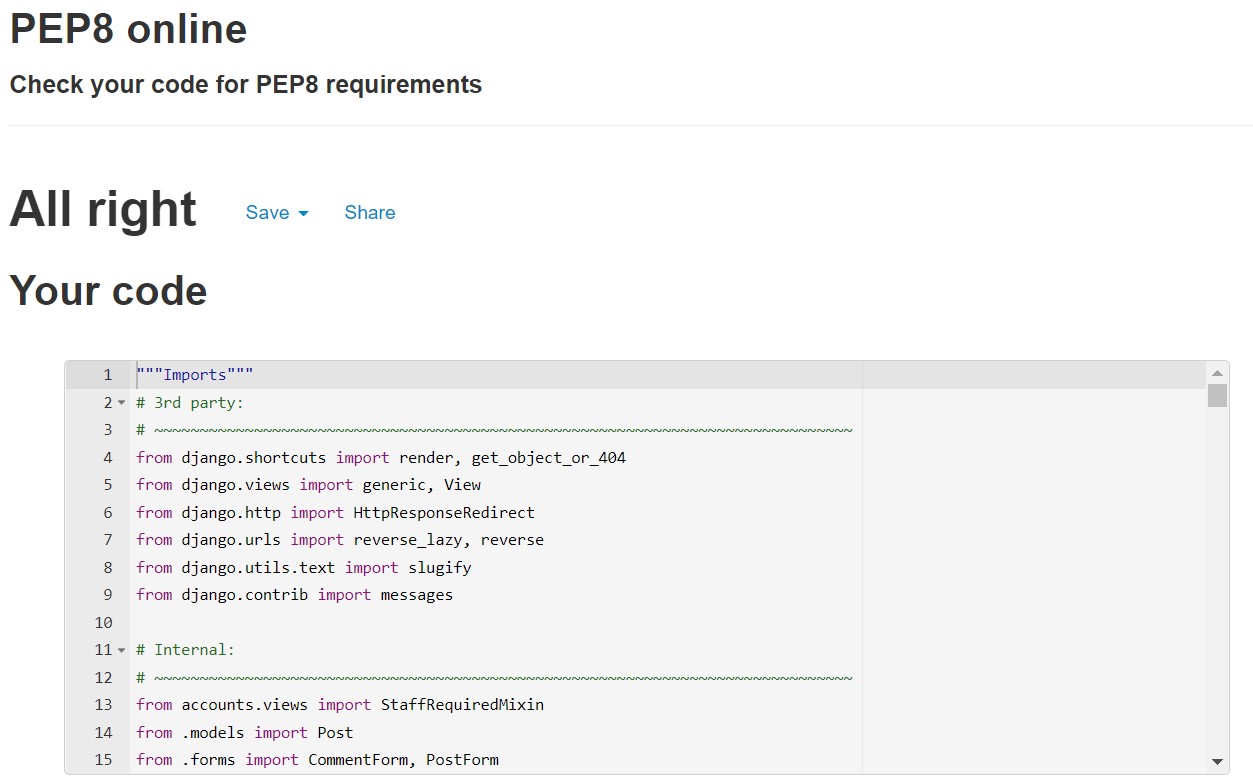 PEP8 online
Check your code for PEP8 requirements
All right Save Share
Your code
1 """Imports"""
2 # 3rd party:
3 # ~~~~~~~~~~~~~~~~~~~~~~~~~~~~~~~~~~~~~~~~~~~~~~~~~~~~~~~~~~~~~~~~~~~~~~~~~~~~~
4 from django.shortcuts import render, get_object_or_404
5 from django.views import generic, View
6 from django.http import HttpResponseRedirect
7 from django.urls import reverse_lazy, reverse
8 from django.utils.text import slugify
9 from django.contrib import messages
10
11 # Internal:
12 # ~~~~~~~~~~~~~~~~~~~~~~~~~~~~~~~~~~~~~~~~~~~~~~~~~~~~~~~~~~~~~~~~~~~~~~~~~~~~~
13 from accounts.views import StaffRequiredMixin
14 from .models import Post
15 from .forms import CommentForm, PostForm